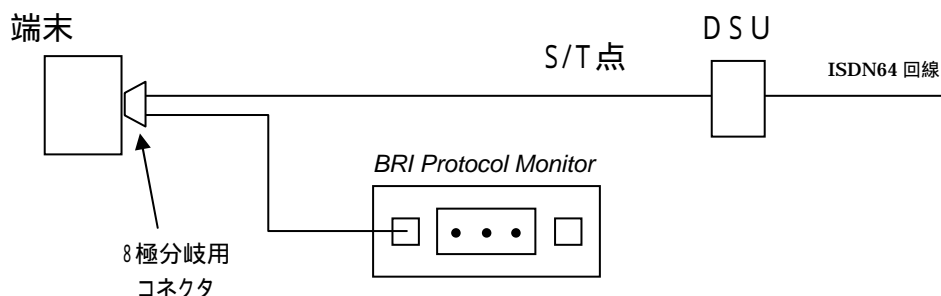 端末
DSU
S/T点
ISDN64 回線
BRI Protocol Monitor
8極分岐用
コネクタ